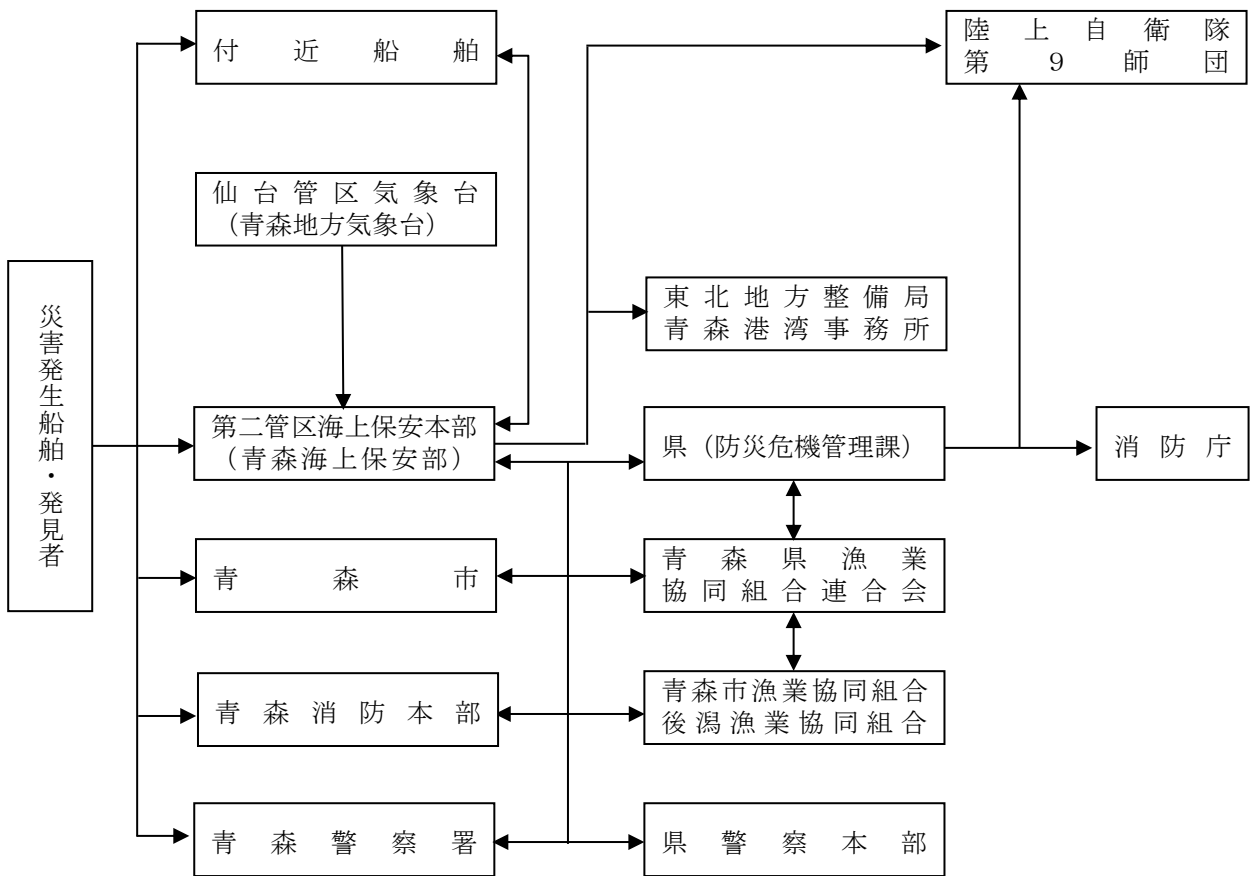 付近船舶
陸上自衛隊
第9師団
仙台管区気象台
（青森地方気象台）
災害発生船舶・発見者
東北地方整備局
青森港湾事務所
第二管区海上保安本部
（青森海上保安部）
県（防災危機管理課）
消防庁
青森市
青森県漁業
協同組合連合会
青森消防本部
青森市漁業協同組合
後潟漁業協同組合
青森警察署
県警察本部